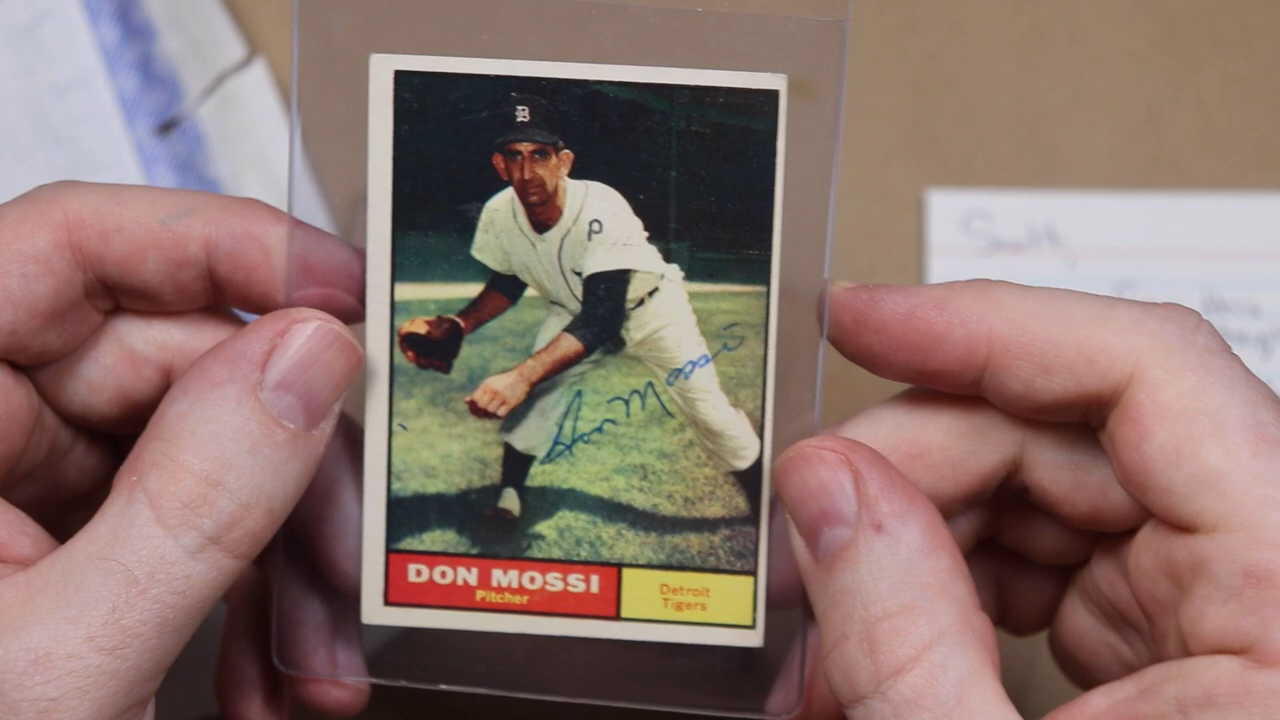 Don Mossi
DON MOSSI
Pitcher
Detroit
Tigers